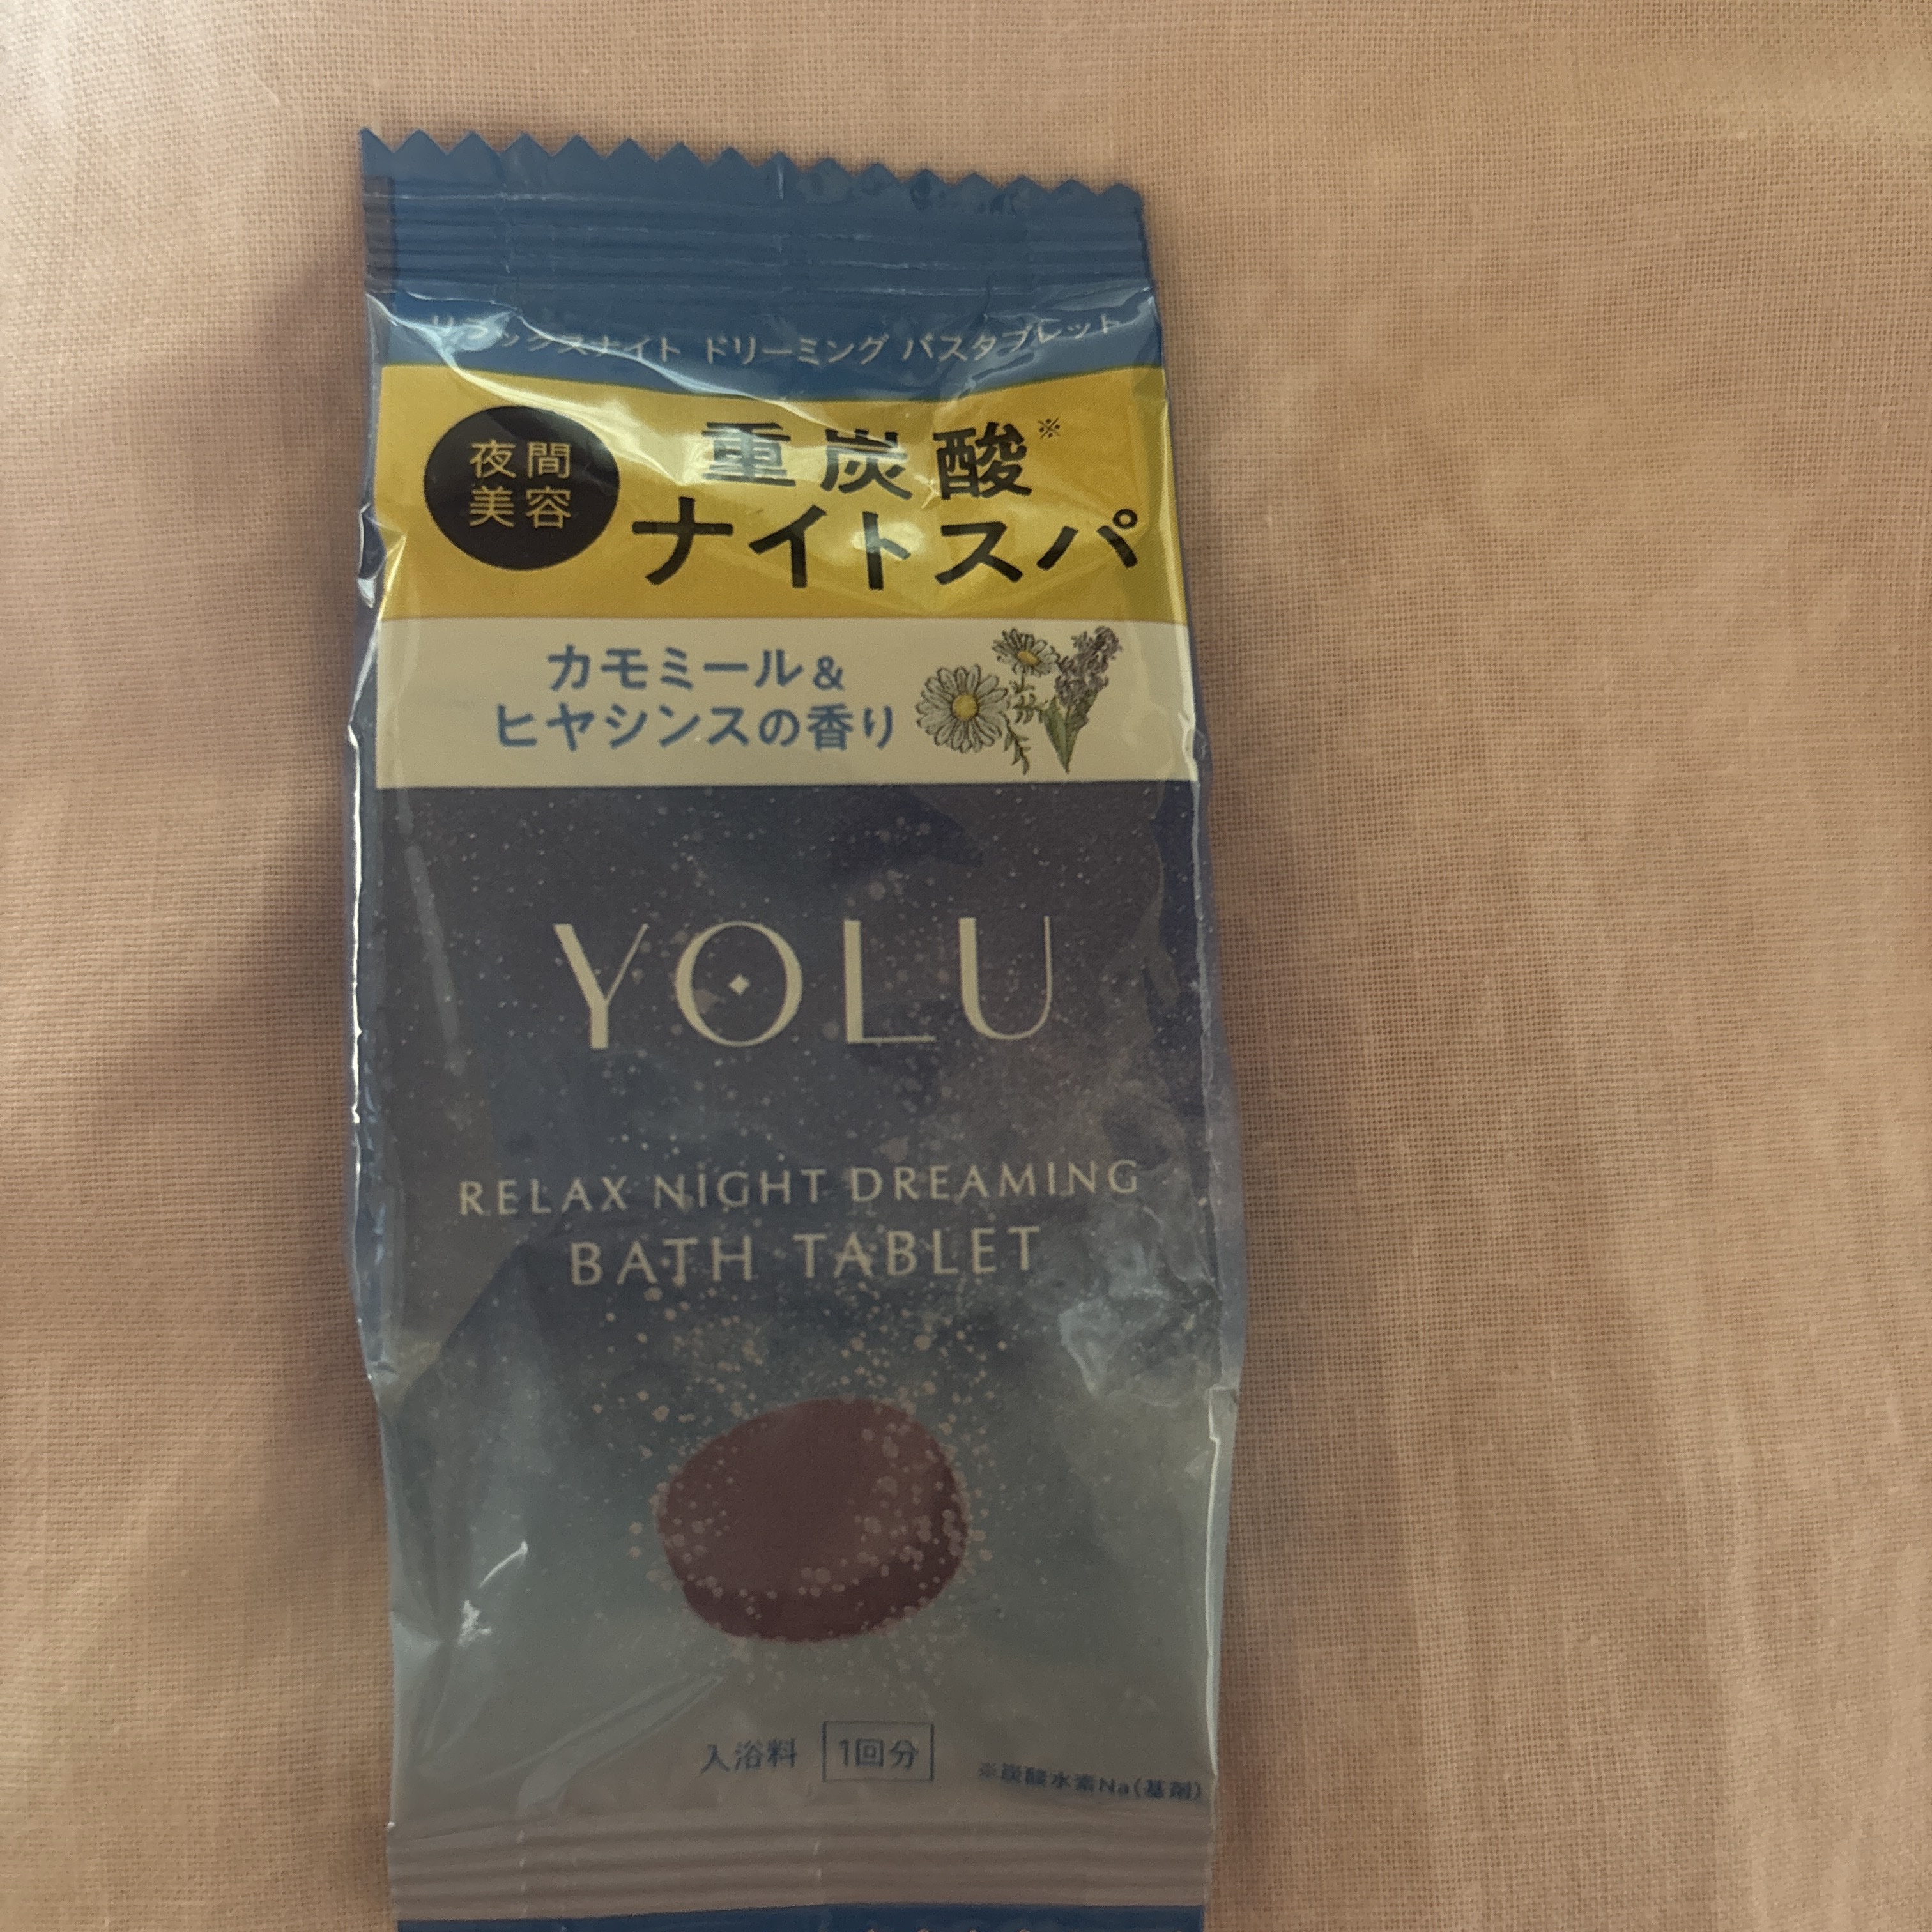 リラックスナイト ドリーミング バスタブレット
夜間
美容
重炭酸※
ナイトスパ
カモミール&
ヒヤシンスの香り
YOLU
RELAX NIGHT DREAMING
BATH TABLET
入浴料 1回分
※炭酸水素Na(基剤)